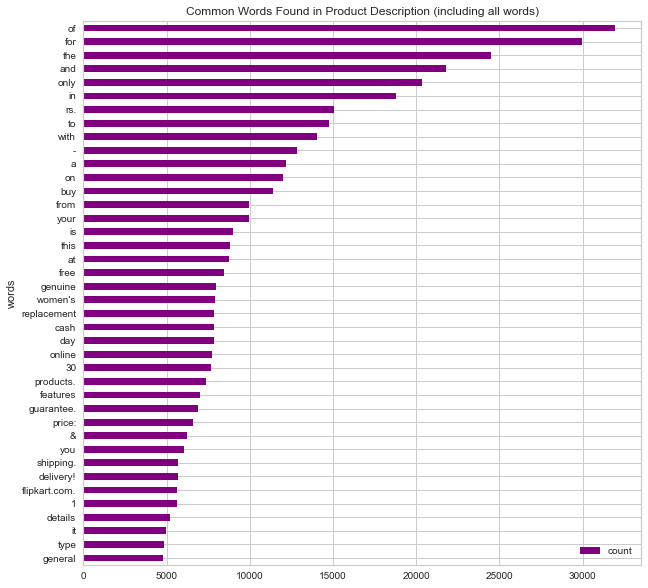 Common Words Found in Product Description (including all words)
of
for
the
and
only
in
rs.
to
with
-
a
on
buy
from
your
is
this
at
free
genuine
women's
replacement
cash
day
online
30
products.
features
guarantee.
price:
&
you
shipping.
delivery!
flipkart.com.
1
details
it
type
general
words
count
0 5000 10000 15000 20000 25000 30000